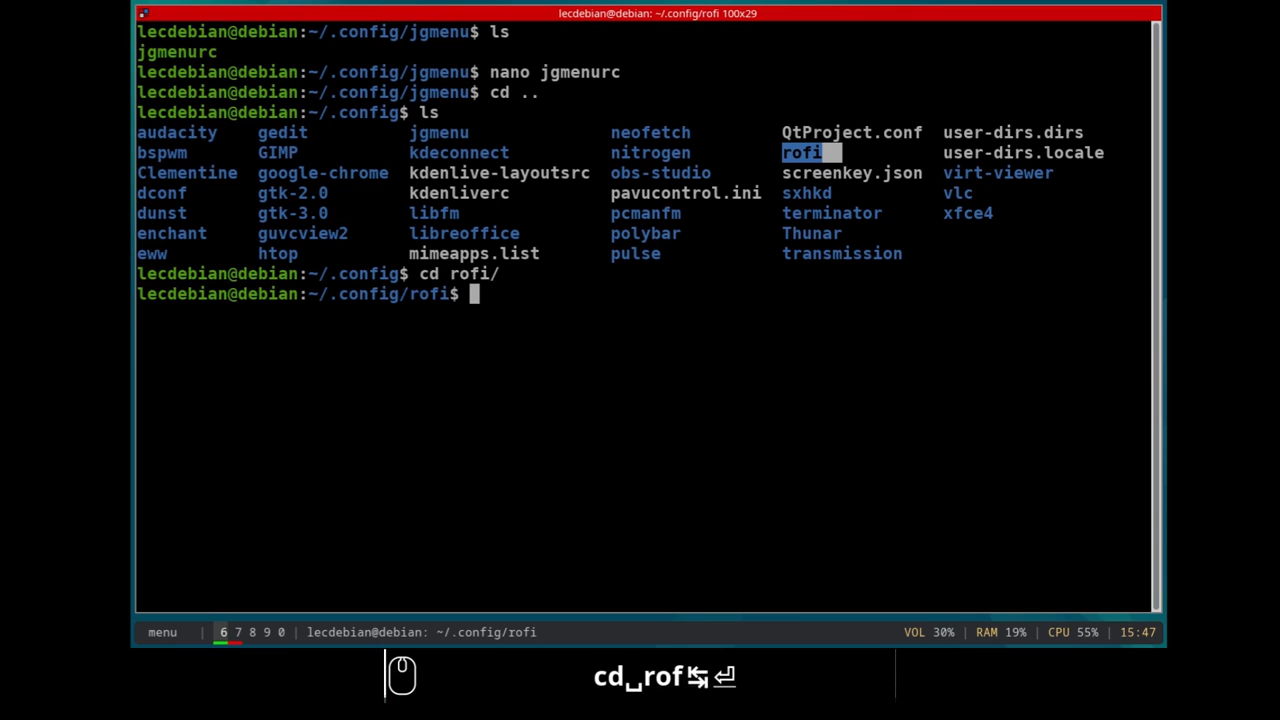 lecdebian@debian: ~/.config/rofi 100x29
lecdebian@debian:~/.config/jgmenu$ ls
jgmenurc
lecdebian@debian:~/.config/jgmenu$ nano jgmenurc
lecdebian@debian:~/.config/jgmenu$ cd ..
lecdebian@debian:~/.config$ ls
audacity gedit jgmenu neofetch QtProject.conf user-dirs.dirs
bspwm GIMP kdeconnect nitrogen rofi user-dirs.locale
Clementine google-chrome kdenlive-layoutsrc obs-studio screenkey.json virt-viewer
dconf gtk-2.0 kdenliverc pavucontrol.ini sxhkd vlc
dunst gtk-3.0 libfm pcmanfm terminator xfce4
enchant guvcview2 libreoffice polybar Thunar
eww htop mimeapps.list pulse transmission
lecdebian@debian:~/.config$ cd rofi/
lecdebian@debian:~/.config/rofi$
menu | 6 7 8 9 0 | lecdebian@debian: ~/.config/rofi VOL 30% | RAM 19% | CPU 55% | 15:47
cd␣rof↹⏎